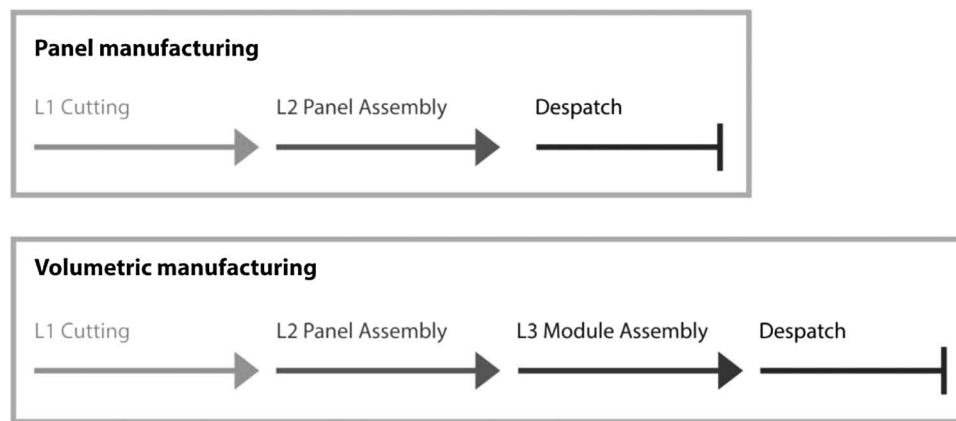 Panel manufacturing
L1 Cutting L2 Panel Assembly Despatch
Volumetric manufacturing
L1 Cutting L2 Panel Assembly L3 Module Assembly Despatch